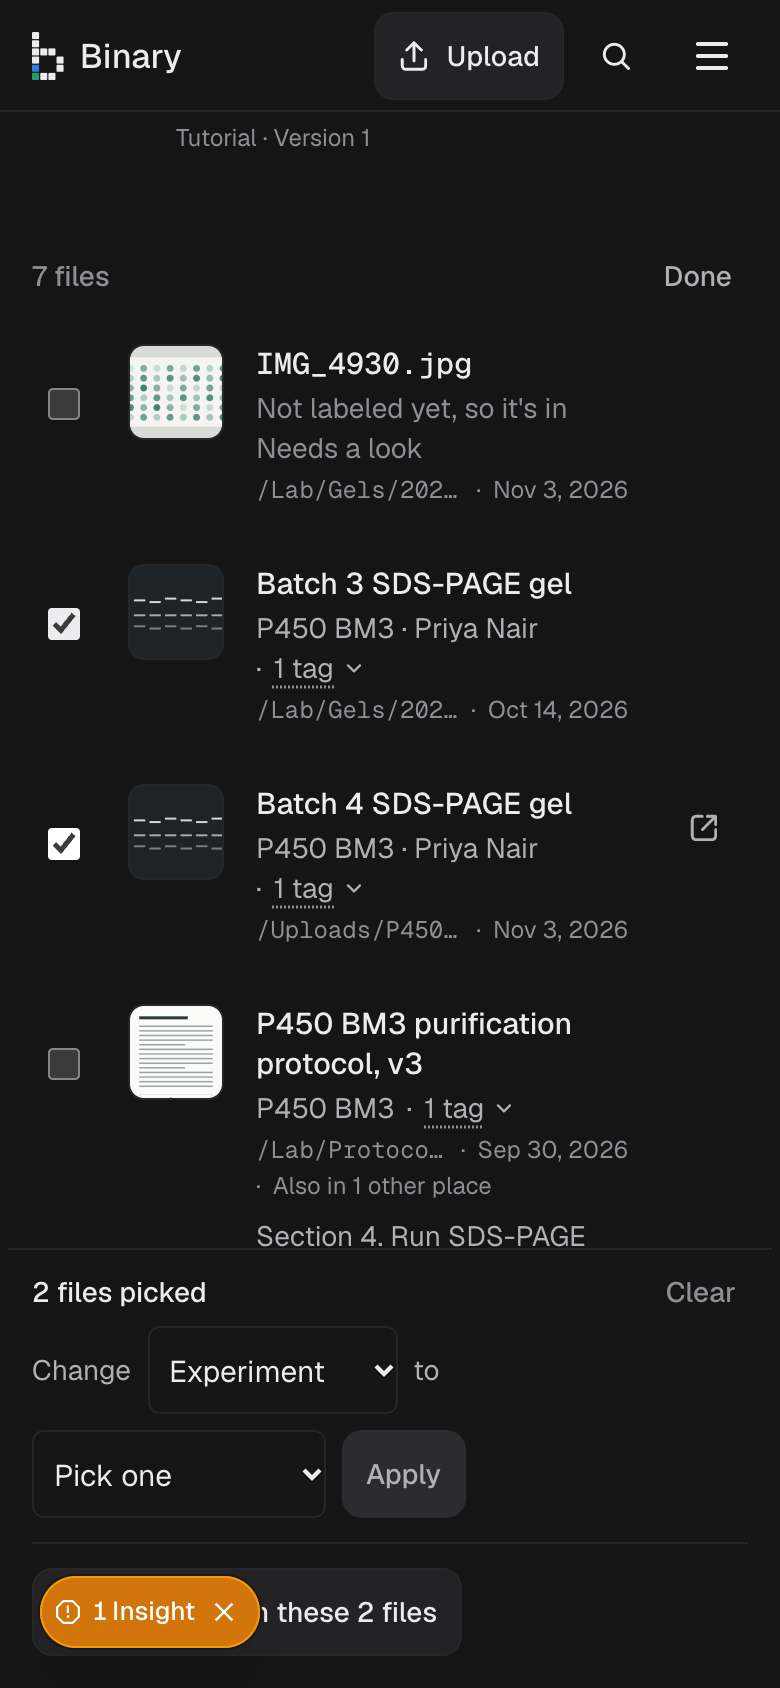 Binary
Upload
Tutorial · Version 1
7 files
Done
IMG_4930.jpg
Not labeled yet, so it's in
Needs a look
/Lab/Gels/202… · Nov 3, 2026
Batch 3 SDS-PAGE gel
P450 BM3 · Priya Nair
· 1 tag
/Lab/Gels/202… · Oct 14, 2026
Batch 4 SDS-PAGE gel
P450 BM3 · Priya Nair
· 1 tag
/Uploads/P450… · Nov 3, 2026
P450 BM3 purification
protocol, v3
P450 BM3 · 1 tag
/Lab/Protoco… · Sep 30, 2026
· Also in 1 other place
Section 4. Run SDS-PAGE
2 files picked
Clear
Change Experiment to
Pick one Apply
1 Insight
these 2 files